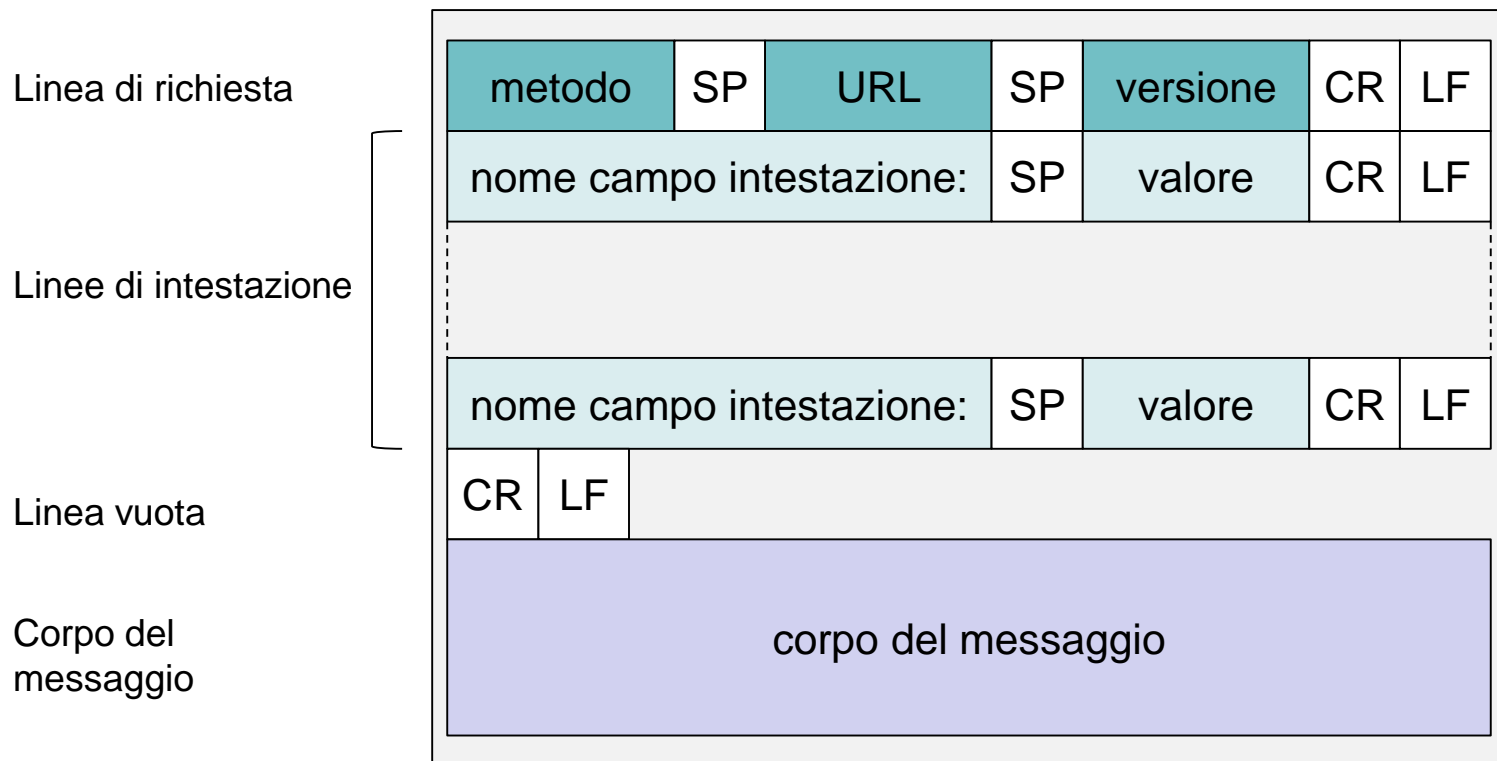 Linea di richiesta
metodo SP URL SP versione CR LF
nome campo intestazione: SP valore CR LF
Linee di intestazione
nome campo intestazione: SP valore CR LF
Linea vuota
CR LF
Corpo del
messaggio
corpo del messaggio